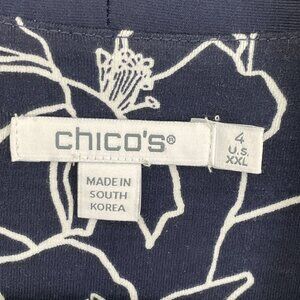 chico's®
4
U.S.
XXL
MADE IN
SOUTH
KOREA